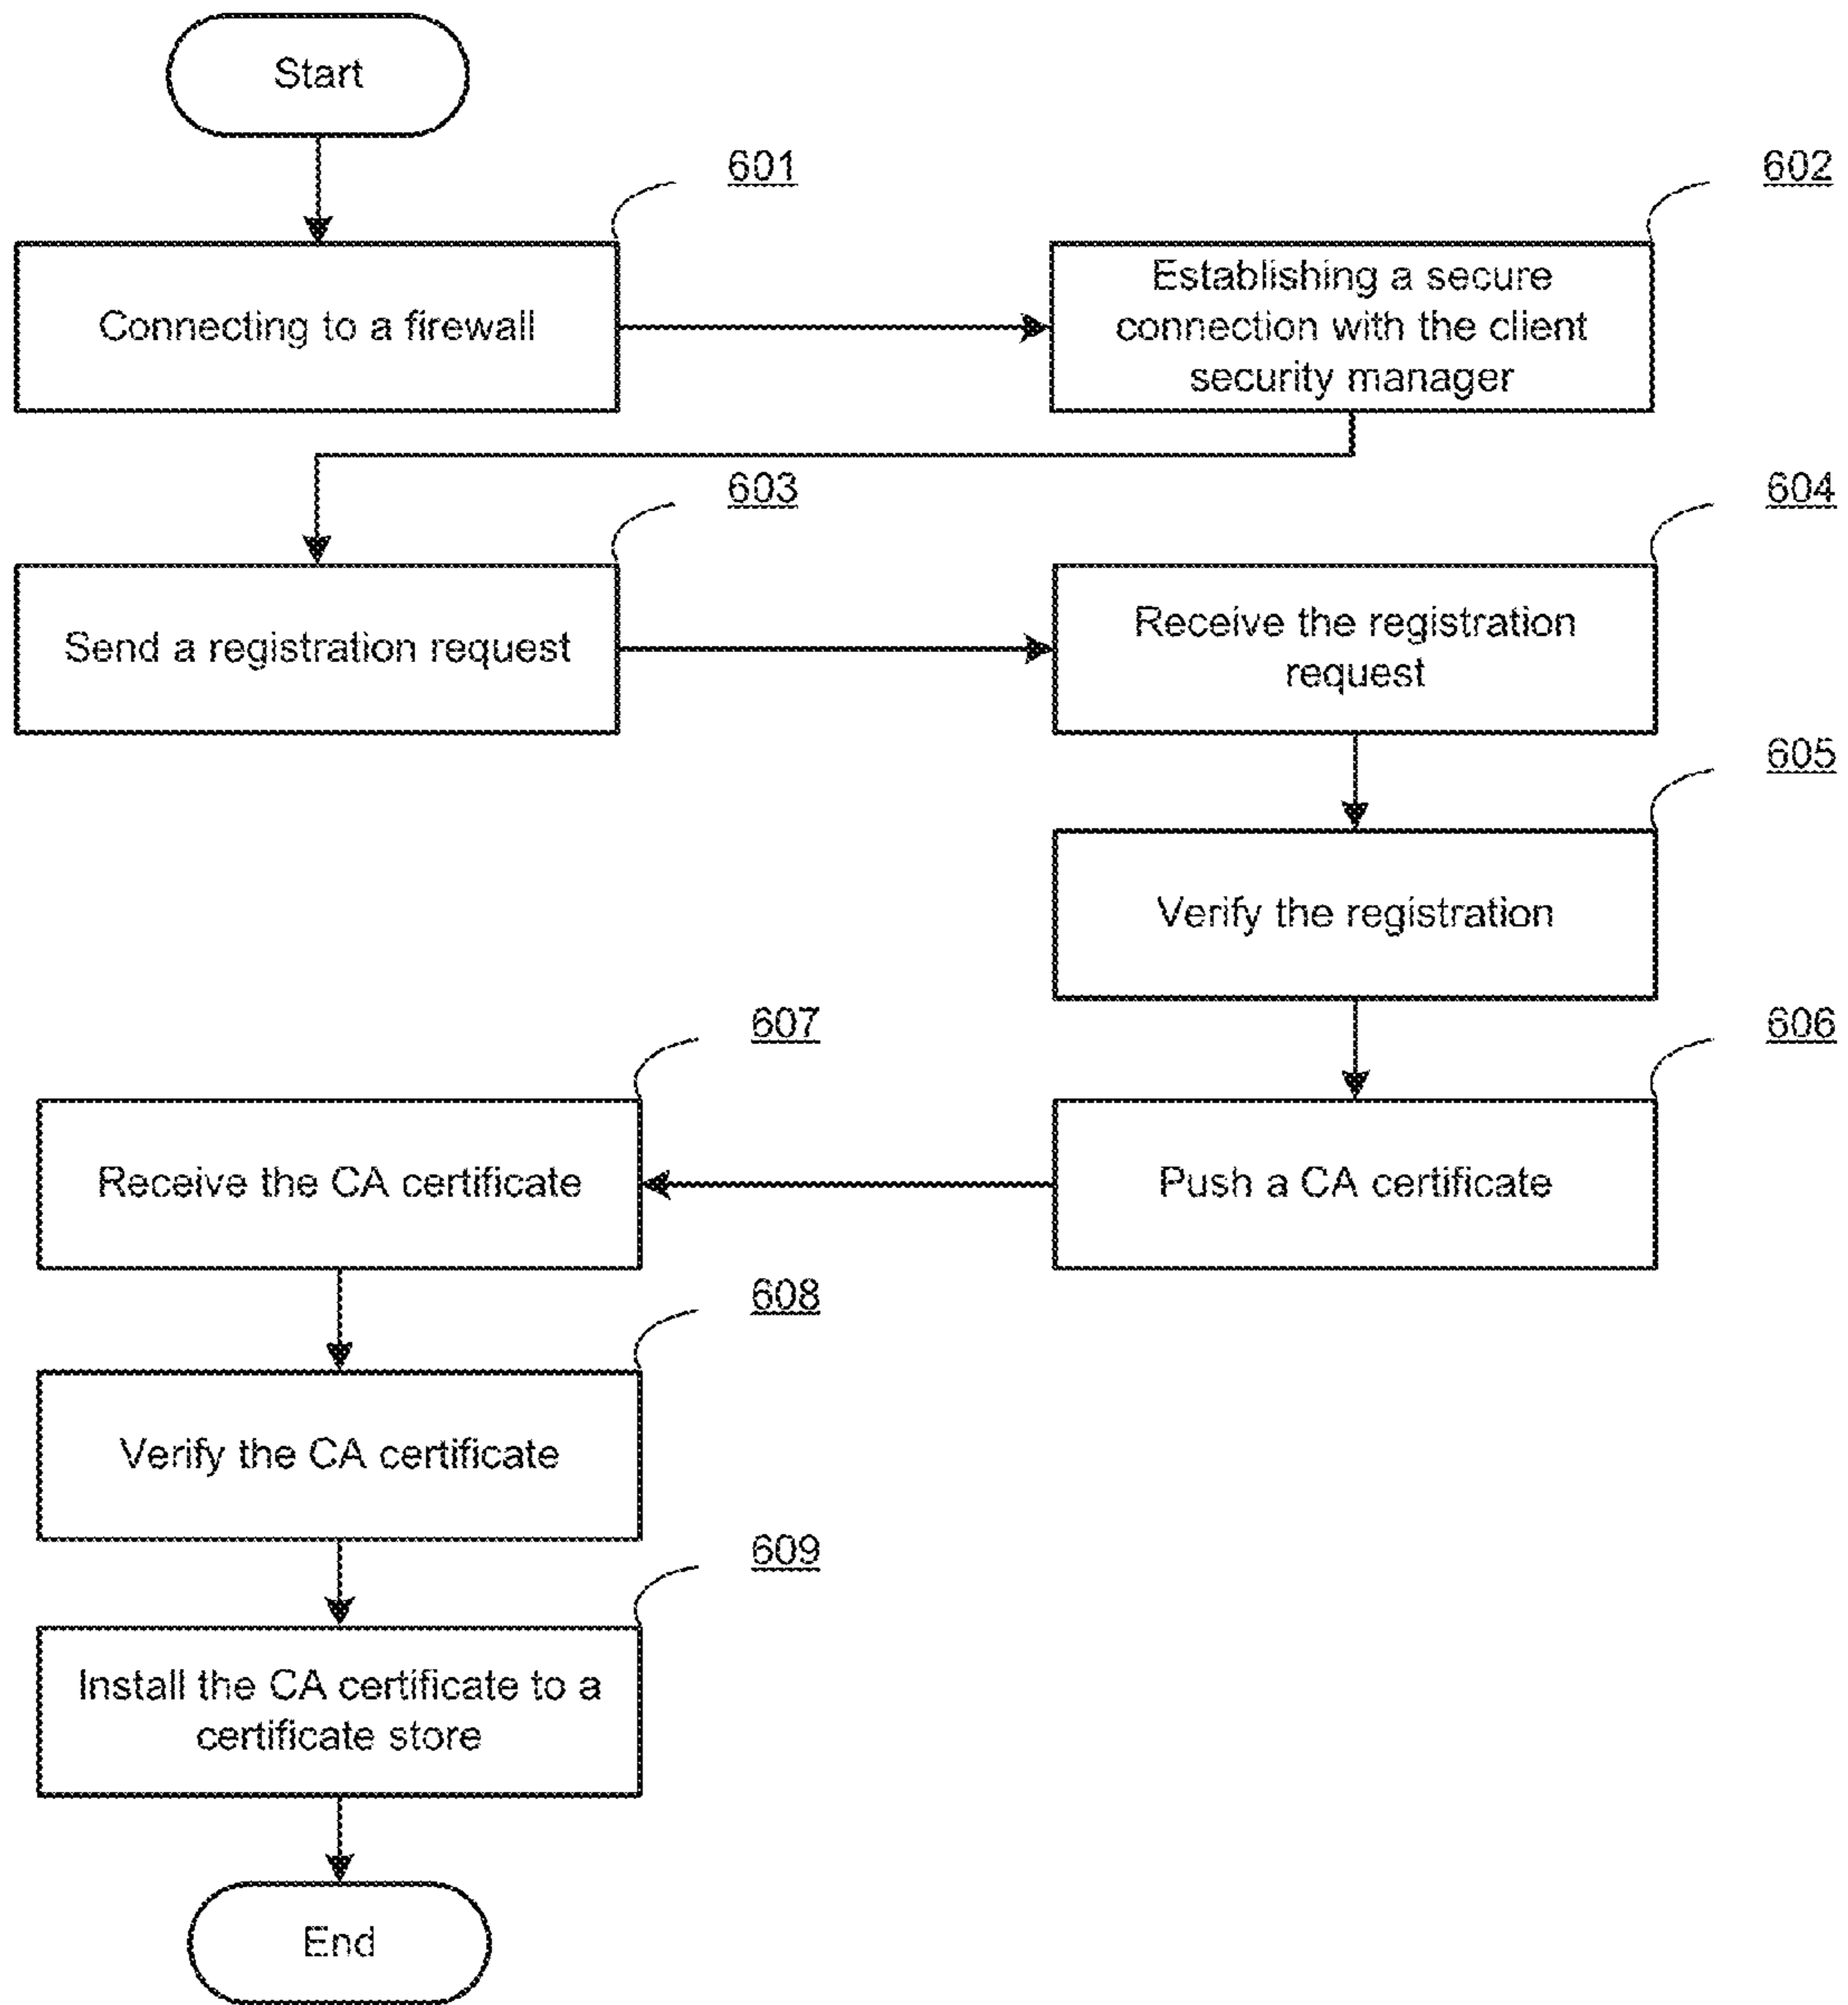 Start
601
602
Connecting to a firewall
Establishing a secure
connection with the client
security manager
603
604
Send a registration request
Receive the registration
request
605
Verify the registration
607
606
Receive the CA certificate
Push a CA certificate
608
Verify the CA certificate
609
Install the CA certificate to a
certificate store
End